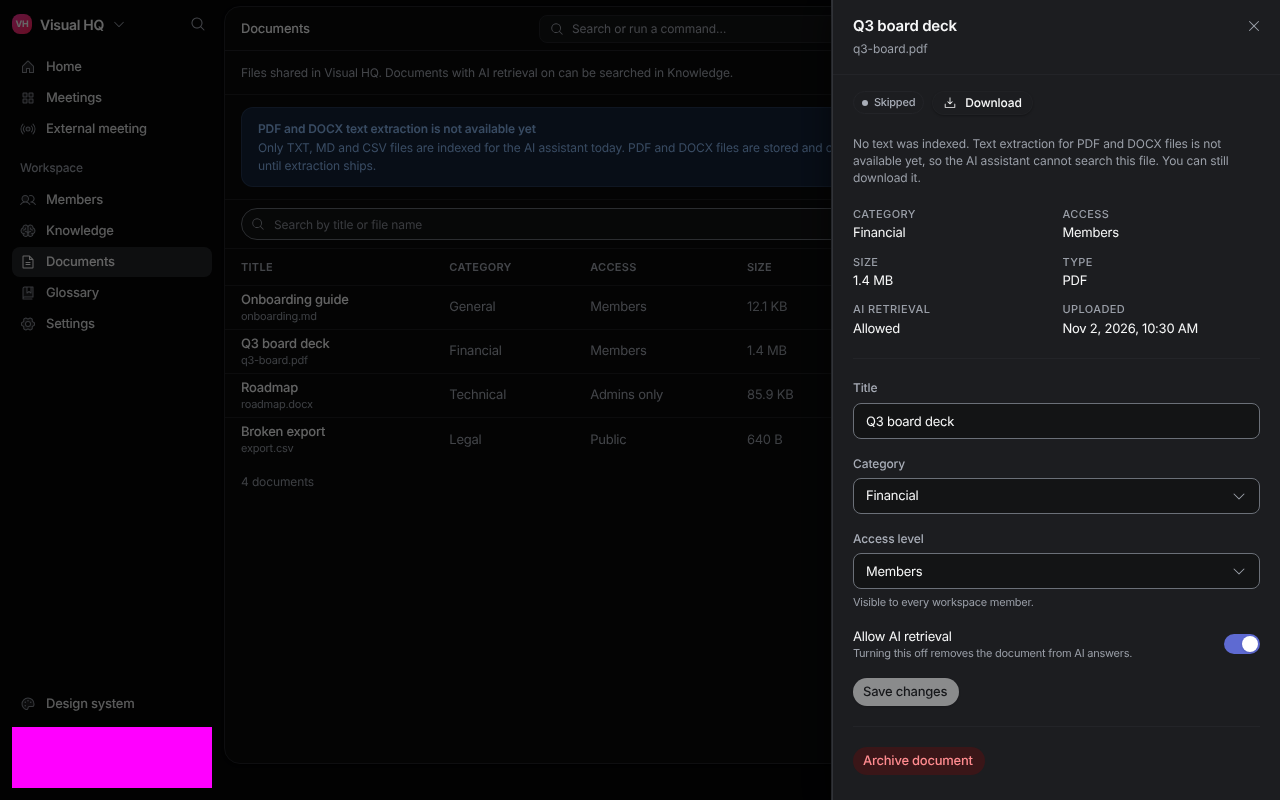 VH Visual HQ
Home
Meetings
External meeting
Workspace
Members
Knowledge
Documents
Glossary
Settings
Design system
Documents
Search or run a command...
Files shared in Visual HQ. Documents with AI retrieval on can be searched in Knowledge.
PDF and DOCX text extraction is not available yet
Only TXT, MD and CSV files are indexed for the AI assistant today. PDF and DOCX files are stored and
until extraction ships.
Search by title or file name
TITLE CATEGORY ACCESS SIZE
Onboarding guide General Members 12.1 KB
onboarding.md
Q3 board deck Financial Members 1.4 MB
q3-board.pdf
Roadmap Technical Admins only 85.9 KB
roadmap.docx
Broken export Legal Public 640 B
export.csv
4 documents
Q3 board deck
q3-board.pdf
Skipped Download
No text was indexed. Text extraction for PDF and DOCX files is not
available yet, so the AI assistant cannot search this file. You can still
download it.
CATEGORY ACCESS
Financial Members
SIZE TYPE
1.4 MB PDF
AI RETRIEVAL UPLOADED
Allowed Nov 2, 2026, 10:30 AM
Title
Q3 board deck
Category
Financial
Access level
Members
Visible to every workspace member.
Allow AI retrieval
Turning this off removes the document from AI answers.
Save changes
Archive document